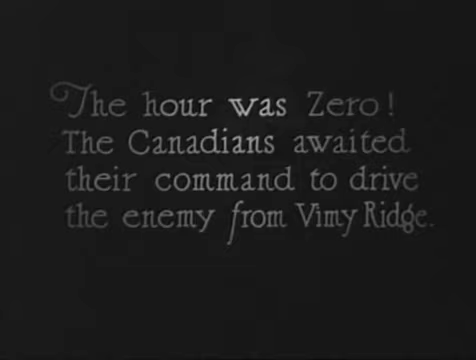 The hour was Zero!
The Canadians awaited
their command to drive
the enemy from Vimy Ridge.